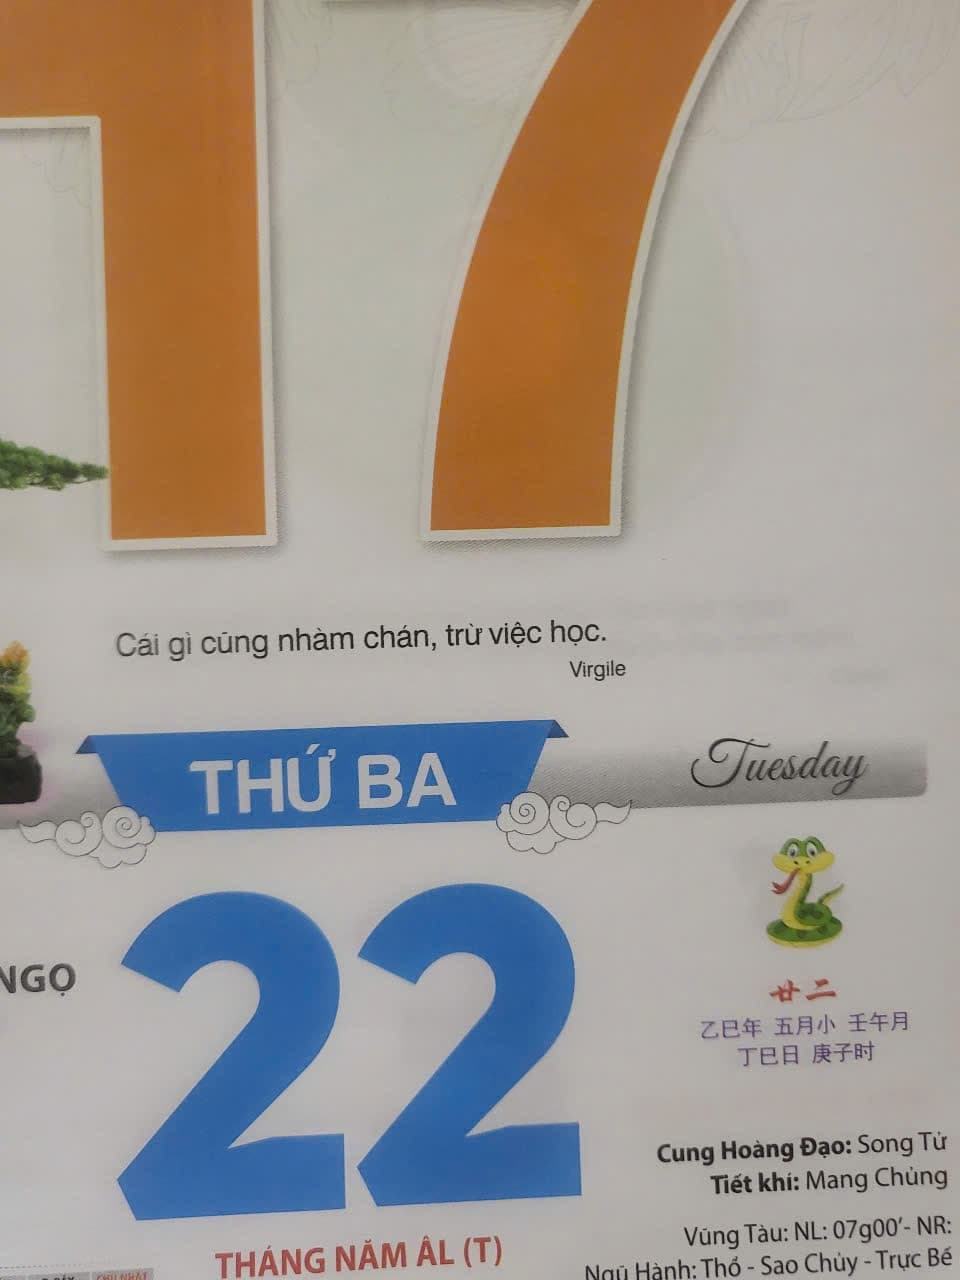 17
Cái gì cũng nhàm chán, trừ việc học.
Virgile
THỨ BA
Tuesday
NGỌ
22
廿二
乙巳年 五月小 壬午月
丁巳日 庚子时
Cung Hoàng Đạo: Song Tử
Tiết khí: Mang Chủng
Vũng Tàu: NL: 07g00'- NR:
THÁNG NĂM ÂL (T)
Ngũ Hành: Thổ - Sao Chủy - Trực Bế
CHỦ NHẬT